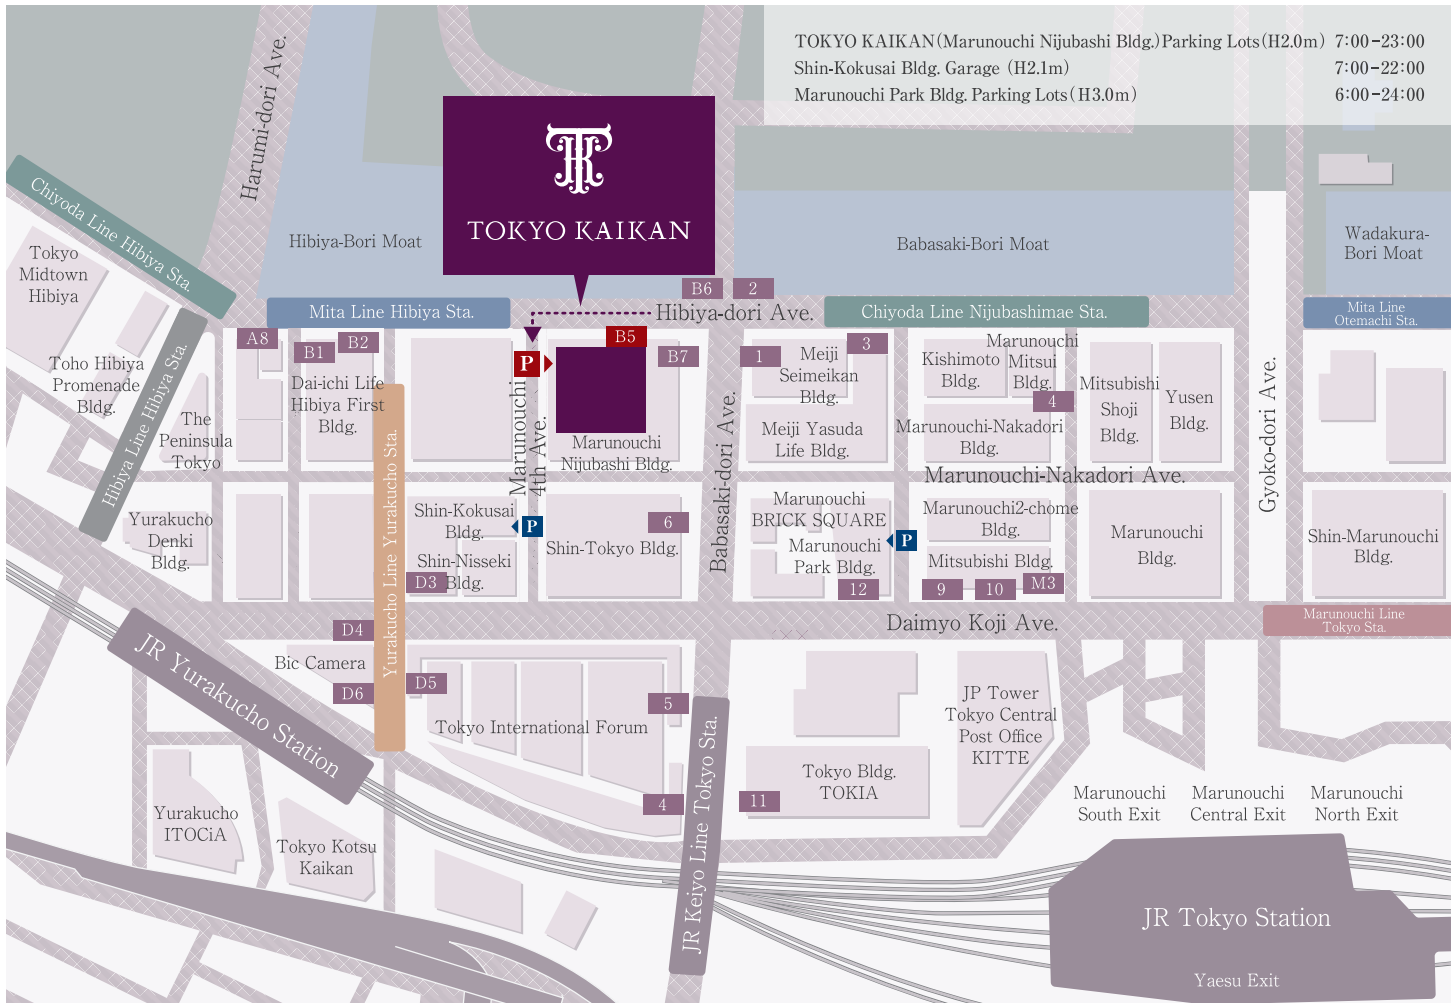 TOKYO KAIKAN(Marunouchi Nijubashi Bldg.)Parking Lots(H2.0m) 7:00-23:00
Shin-Kokusai Bldg. Garage (H2.1m) 7:00-22:00
Marunouchi Park Bldg. Parking Lots(H3.0m) 6:00-24:00
Harumi-dori Ave.
TK
TOKYO KAIKAN
Chiyoda Line Hibiya Sta.
Hibiya-Bori Moat
Babasaki-Bori Moat
Wadakura-
Bori Moat
Tokyo
Midtown
Hibiya
B6
2
Mita Line Hibiya Sta.
Hibiya-dori Ave.
Chiyoda Line Nijubashimae Sta.
Mita Line
Otemachi Sta.
A8
B1
B2
B5
B7
P
1
3
Meiji
Seimeikan
Bldg.
Kishimoto
Bldg.
Marunouchi
Mitsui
Bldg.
4
Mitsubishi
Shoji
Bldg.
Yusen
Bldg.
Gyoko-dori Ave.
Toho Hibiya
Promenade
Bldg.
Hibiya Line Hibiya Sta.
The
Peninsula
Tokyo
Dai-ichi Life
Hibiya First
Bldg.
Yurakucho Line Yurakucho Sta.
Marunouchi
4th Ave.
Marunouchi
Nijubashi Bldg.
Babasaki-dori Ave.
Meiji Yasuda
Life Bldg.
Marunouchi-Nakadori
Bldg.
Marunouchi-Nakadori Ave.
Yurakucho
Denki
Bldg.
Shin-Kokusai
Bldg.
P
Shin-Nisseki
Bldg.
D3
6
Shin-Tokyo Bldg.
Marunouchi
BRICK SQUARE
Marunouchi
Park Bldg.
P
12
Marunouchi2-chome
Bldg.
Mitsubishi Bldg.
9
10
M3
Marunouchi
Bldg.
Shin-Marunouchi
Bldg.
Daimyo Koji Ave.
Marunouchi Line
Tokyo Sta.
JR Yurakucho Station
D4
Bic Camera
D6
D5
5
Tokyo International Forum
4
JR Keiyo Line Tokyo Sta.
Tokyo Bldg.
TOKIA
11
JP Tower
Tokyo Central
Post Office
KITTE
Yurakucho
ITOCiA
Tokyo Kotsu
Kaikan
Marunouchi
South Exit
Marunouchi
Central Exit
Marunouchi
North Exit
JR Tokyo Station
Yaesu Exit